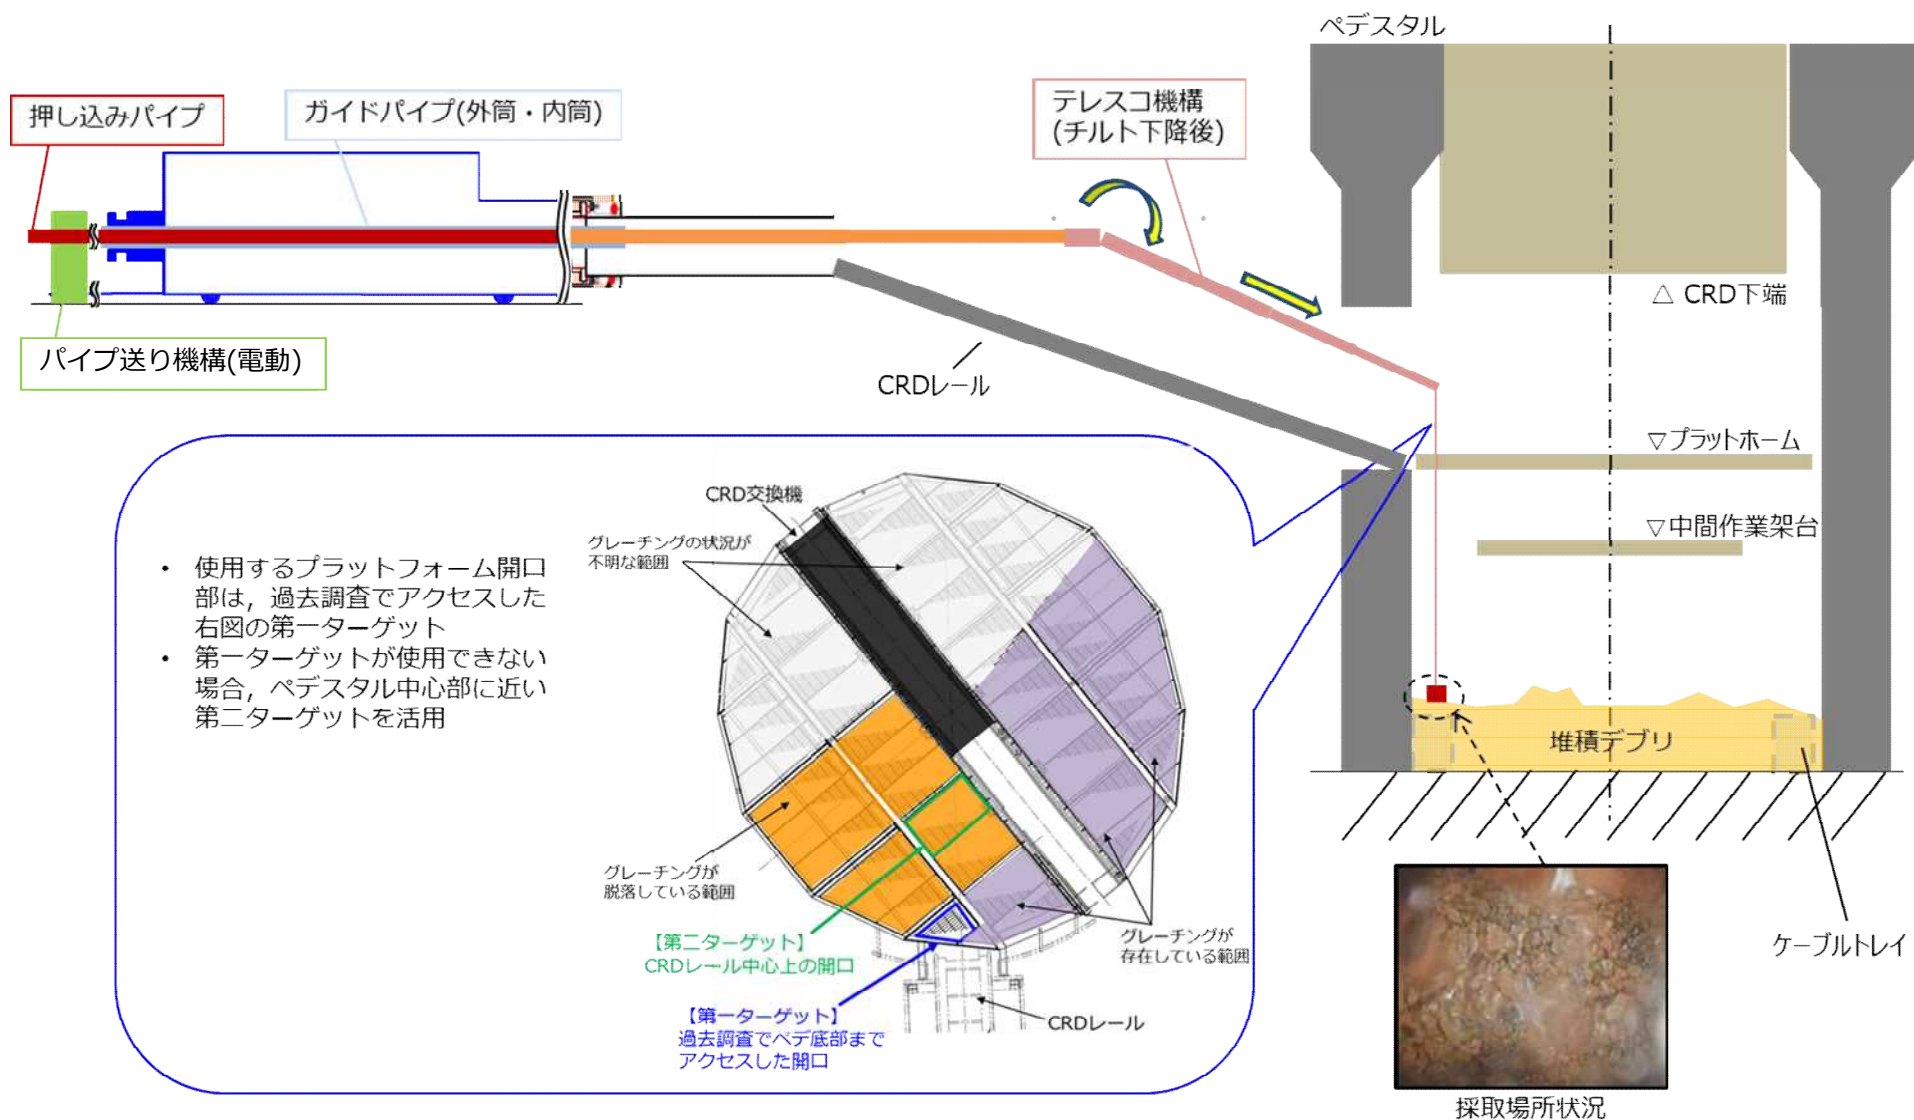 ペデスタル
押し込みパイプ
ガイドパイプ(外筒・内筒)
テレスコ機構
(チルト下降後)
パイプ送り機構(電動)
CRDレール
△ CRD下端
▽プラットホーム
▽中間作業架台
堆積デブリ
ケーブルトレイ
採取場所状況
・ 使用するプラットフォーム開口
部は，過去調査でアクセスした
右図の第一ターゲット
・ 第一ターゲットが使用できない
場合，ペデスタル中心部に近い
第二ターゲットを活用
CRD交換機
グレーチングの状況が
不明な範囲
グレーチングが
脱落している範囲
【第二ターゲット】
CRDレール中心上の開口
【第一ターゲット】
過去調査でペデ底部まで
アクセスした開口
グレーチングが
存在している範囲
CRDレール